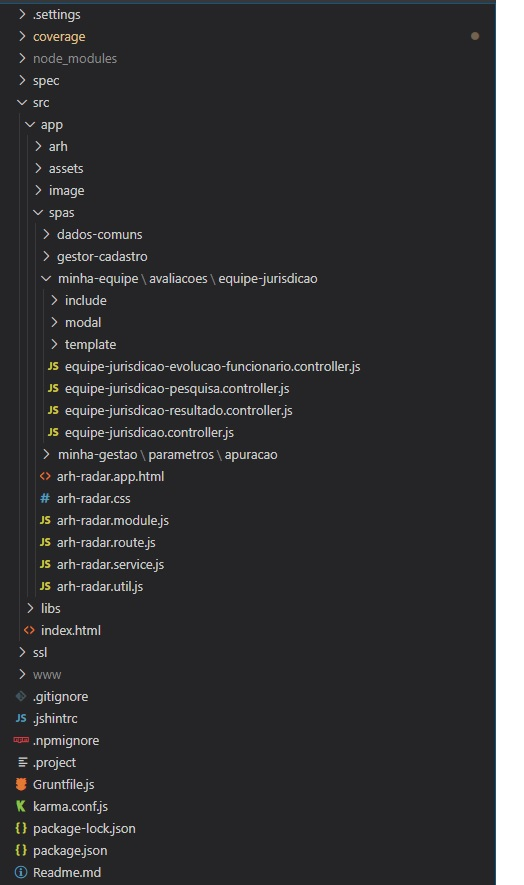 .settings
coverage
node_modules
spec
src
app
arh
assets
image
spas
dados-comuns
gestor-cadastro
minha-equipe \ avaliacoes \ equipe-jurisdicao
include
modal
template
JS equipe-jurisdicao-evolucao-funcionario.controller.js
JS equipe-jurisdicao-pesquisa.controller.js
JS equipe-jurisdicao-resultado.controller.js
JS equipe-jurisdicao.controller.js
minha-gestao \ parametros \ apuracao
<> arh-radar.app.html
# arh-radar.css
JS arh-radar.module.js
JS arh-radar.route.js
JS arh-radar.service.js
JS arh-radar.util.js
libs
<> index.html
ssl
www
.gitignore
JS .jshintrc
npm .npmignore
.project
Gruntfile.js
karma.conf.js
{} package-lock.json
{} package.json
Readme.md